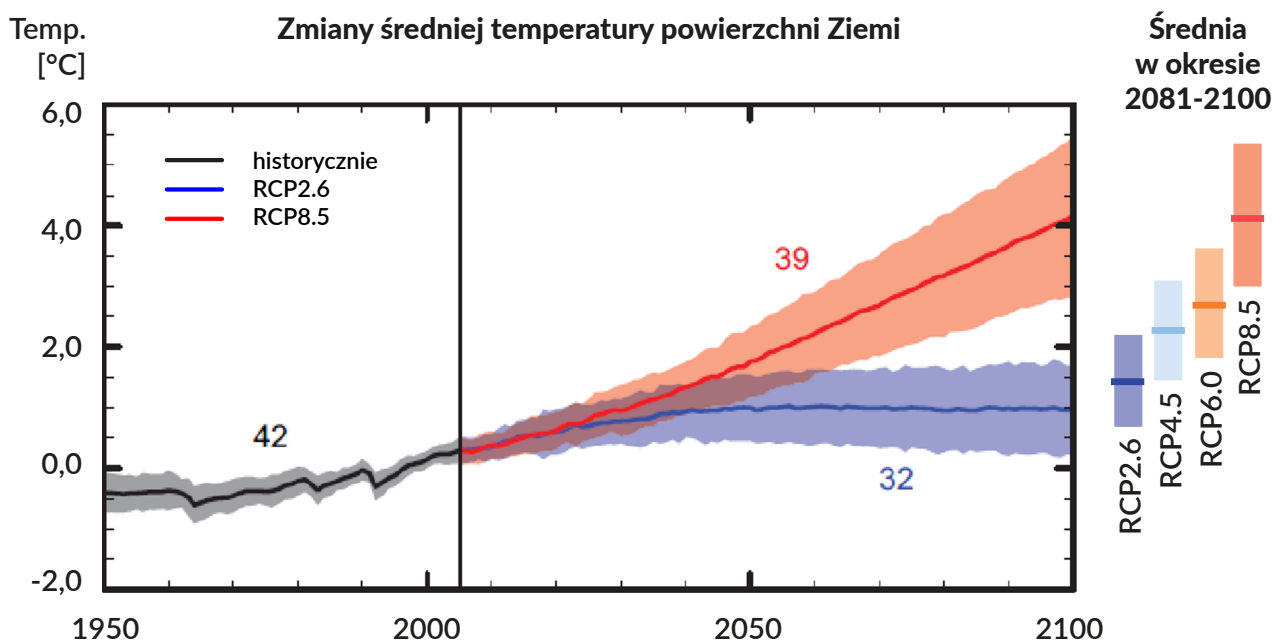 Temp.
[°C]
Zmiany średniej temperatury powierzchni Ziemi
Średnia
w okresie
2081-2100
6,0
4,0
2,0
0,0
-2,0
historycznie
RCP2.6
RCP8.5
39
42
32
1950
2000
2050
2100
RCP2.6
RCP4.5
RCP6.0
RCP8.5